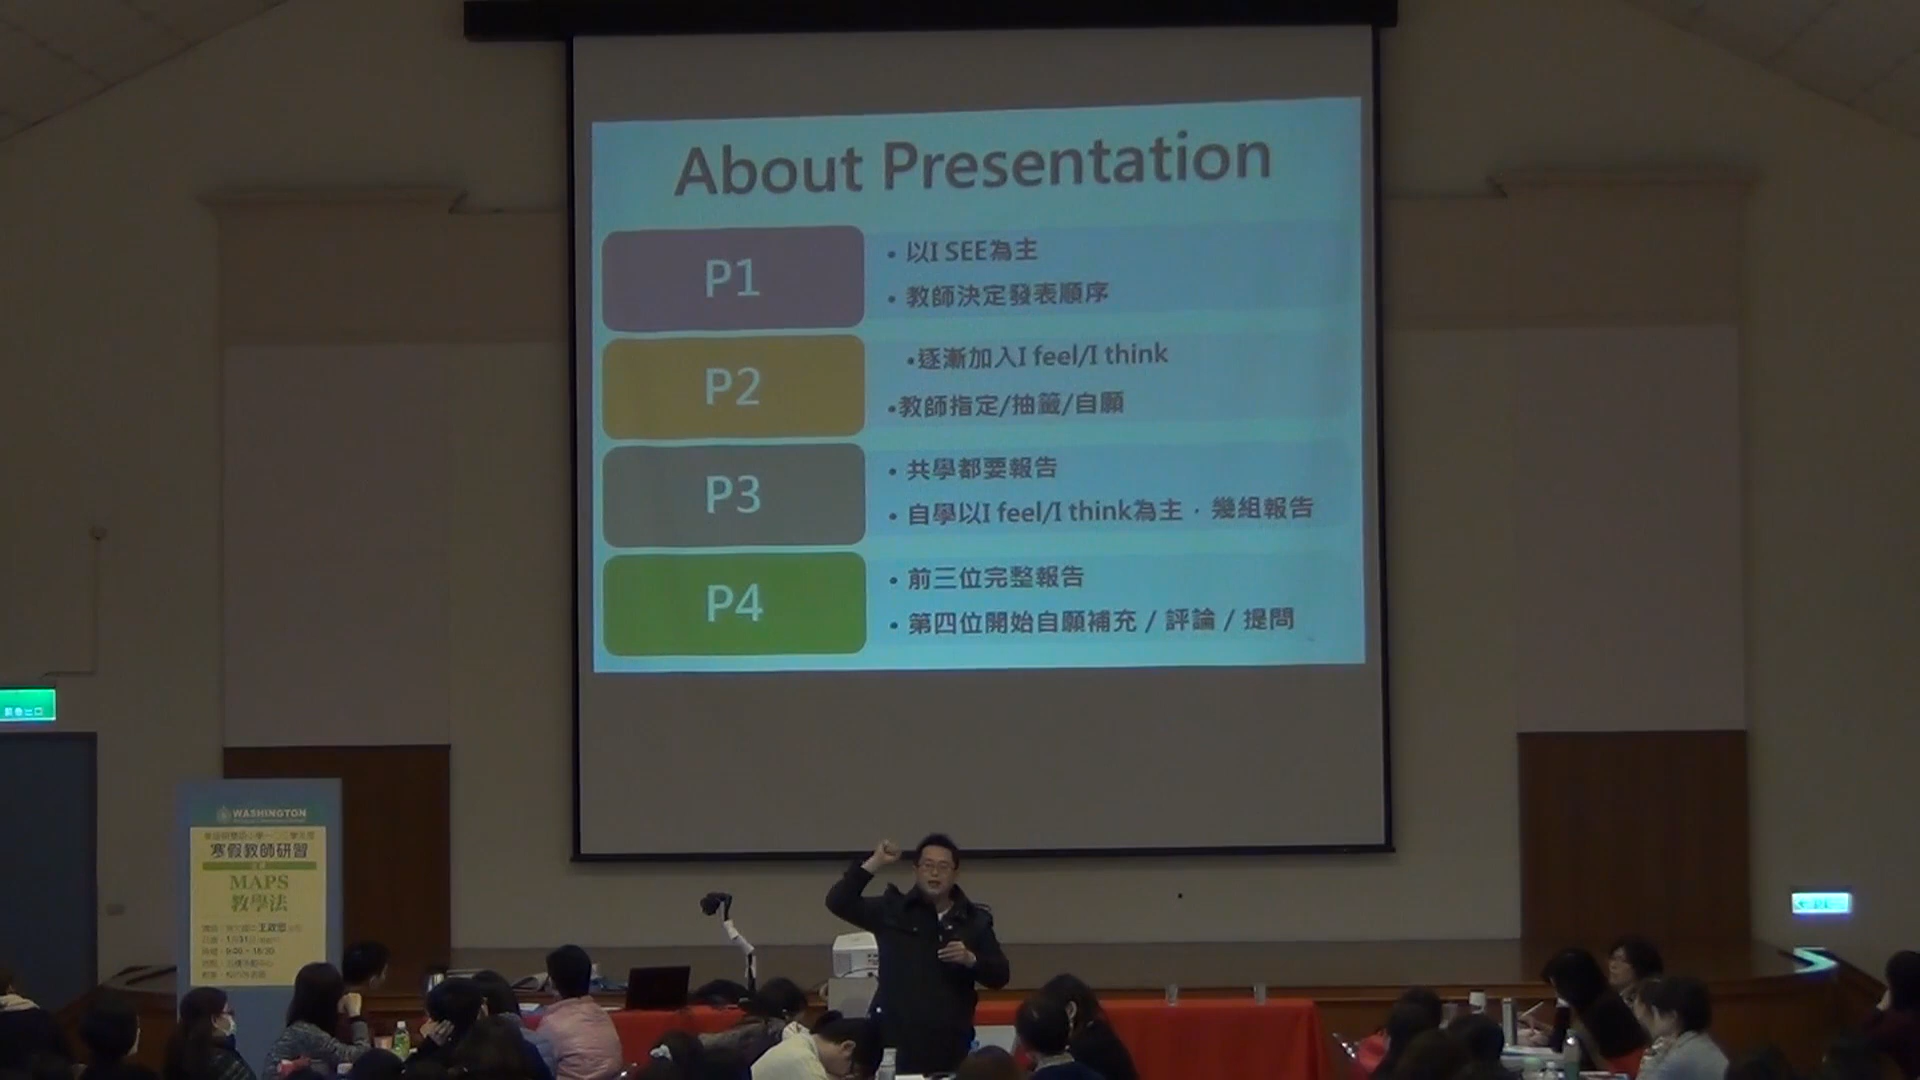 About Presentation
P1
• 以I SEE為主
• 教師決定發表順序
P2
•逐漸加入I feel/I think
•教師指定/抽籤/自願
P3
• 共學都要報告
• 自學以I feel/I think為主，幾組報告
P4
• 前三位完整報告
• 第四位開始自願補充 / 評論 / 提問
WASHINGTON
寒假教師研習
MAPS
教學法